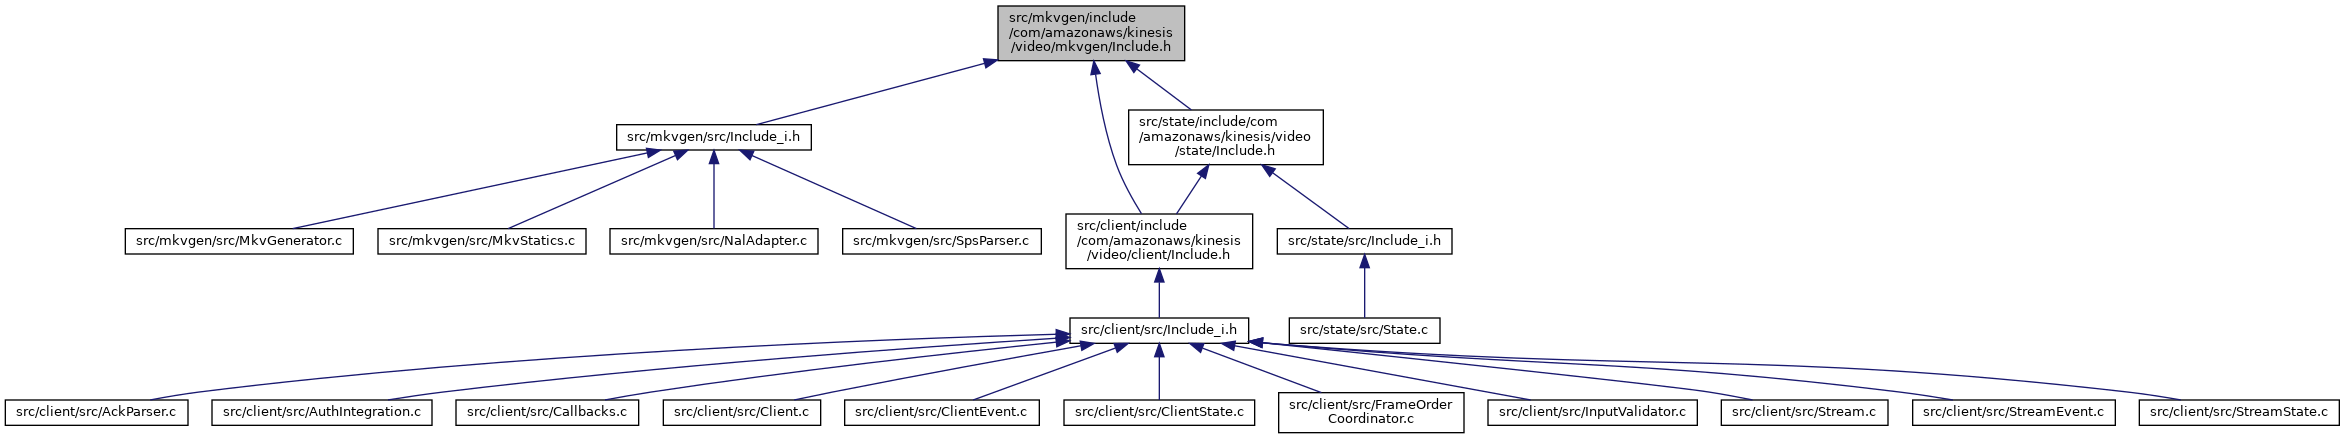 src/mkvgen/include
/com/amazonaws/kinesis
/video/mkvgen/Include.h
src/mkvgen/src/Include_i.h
src/state/include/com
/amazonaws/kinesis/video
/state/Include.h
src/mkvgen/src/MkvGenerator.c
src/mkvgen/src/MkvStatics.c
src/mkvgen/src/NalAdapter.c
src/mkvgen/src/SpsParser.c
src/client/include
/com/amazonaws/kinesis
/video/client/Include.h
src/state/src/Include_i.h
src/client/src/Include_i.h
src/state/src/State.c
src/client/src/AckParser.c
src/client/src/AuthIntegration.c
src/client/src/Callbacks.c
src/client/src/Client.c
src/client/src/ClientEvent.c
src/client/src/ClientState.c
src/client/src/FrameOrder
Coordinator.c
src/client/src/InputValidator.c
src/client/src/Stream.c
src/client/src/StreamEvent.c
src/client/src/StreamState.c